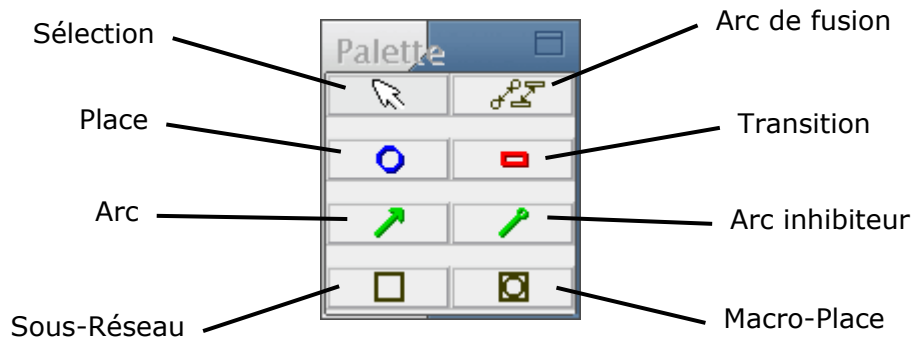 Arc de fusion
Sélection
Palette
Place
Transition
Arc
Arc inhibiteur
Sous-Réseau
Macro-Place